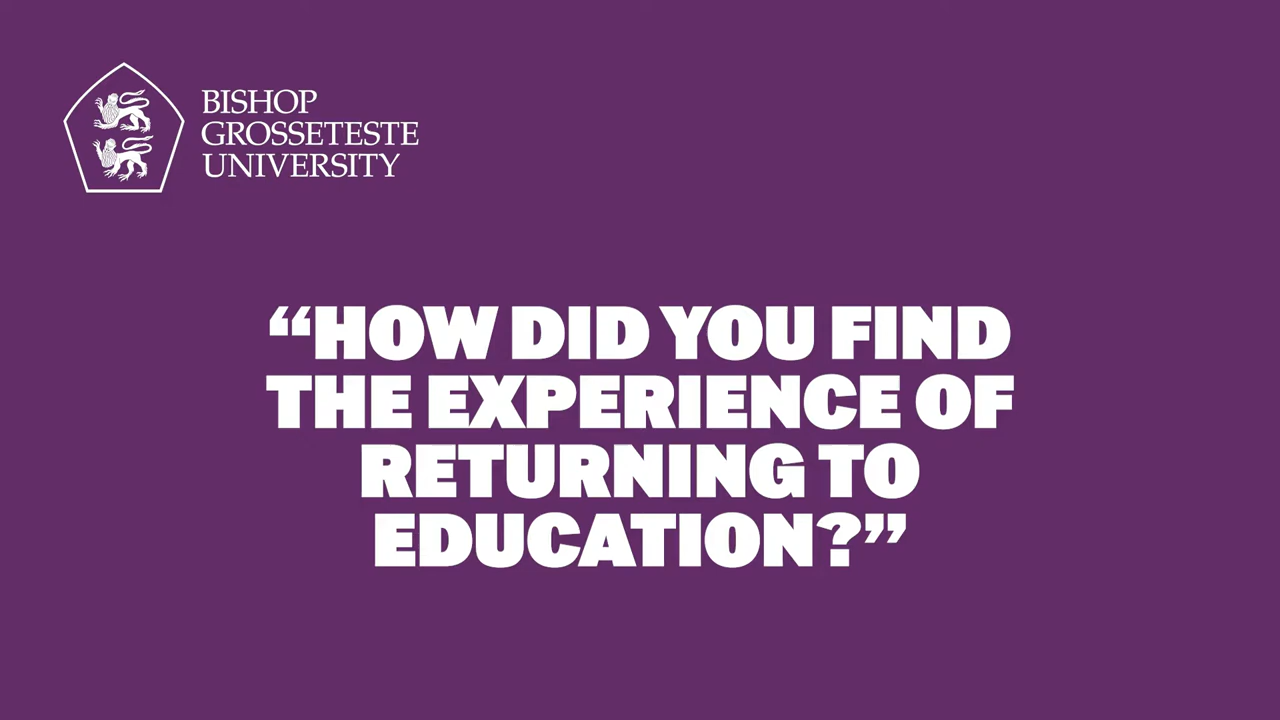 BISHOP
GROSSETESTE
UNIVERSITY
“HOW DID YOU FIND
THE EXPERIENCE OF
RETURNING TO
EDUCATION?”